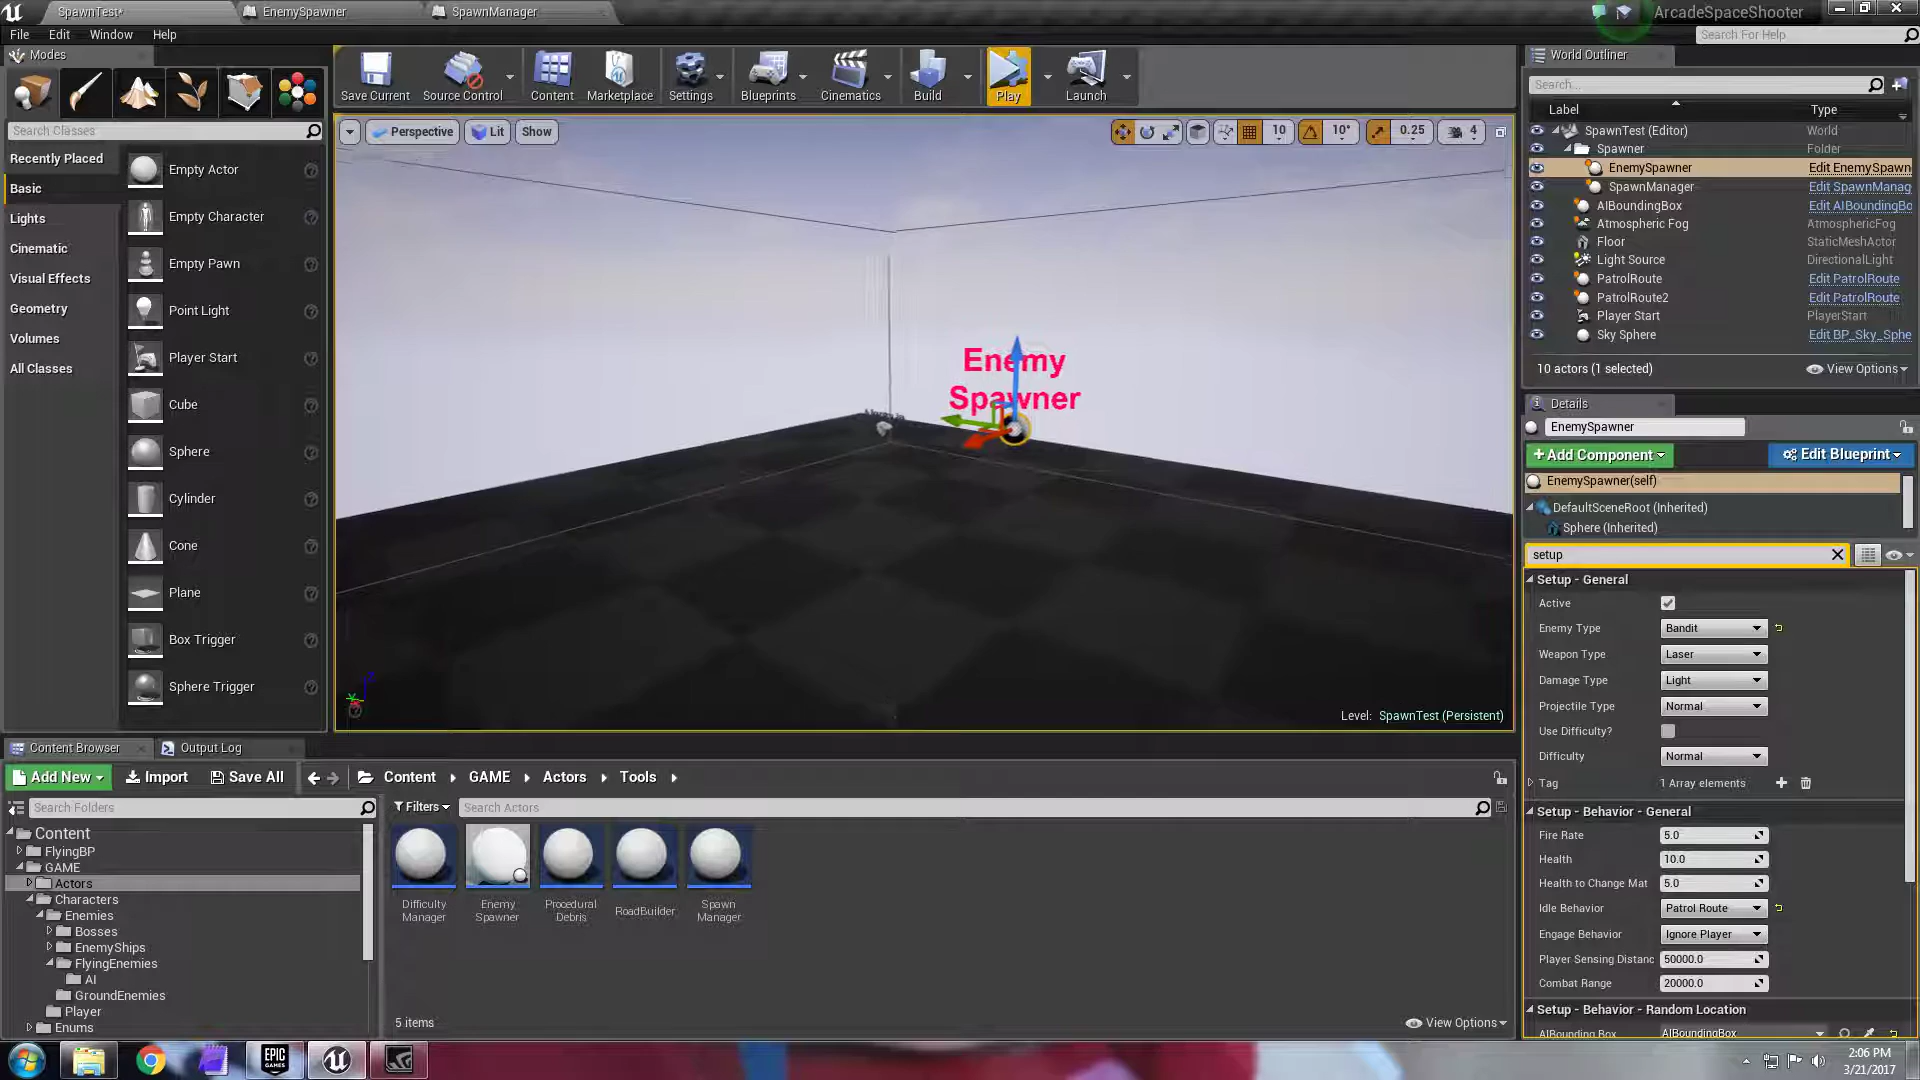 SpawnTest*
EnemySpawner
SpawnManager
ArcadeSpaceShooter
File
Edit
Window
Help
Search For Help
Modes
Search Classes
Recently Placed
Basic
Lights
Cinematic
Visual Effects
Geometry
Volumes
All Classes
Empty Actor
Empty Character
Empty Pawn
Point Light
Player Start
Cube
Sphere
Cylinder
Cone
Plane
Box Trigger
Sphere Trigger
Save Current
Source Control
Content
Marketplace
Settings
Blueprints
Cinematics
Build
Play
Launch
Perspective
Lit
Show
10
10°
0.25
4
Enemy
Spawner
Level: SpawnTest (Persistent)
World Outliner
Search...
Label
Type
SpawnTest (Editor)
World
Spawner
Folder
EnemySpawner
Edit EnemySpawn
SpawnManager
Edit SpawnManag
AIBoundingBox
Edit AIBoundingBo
Atmospheric Fog
AtmosphericFog
Floor
StaticMeshActor
Light Source
DirectionalLight
PatrolRoute
Edit PatrolRoute
PatrolRoute2
Edit PatrolRoute
Player Start
PlayerStart
Sky Sphere
Edit BP_Sky_Sphe
10 actors (1 selected)
View Options
Details
EnemySpawner
+Add Component
Edit Blueprint
EnemySpawner(self)
DefaultSceneRoot (Inherited)
Sphere (Inherited)
setup
Setup - General
Active
Enemy Type
Bandit
Weapon Type
Laser
Damage Type
Light
Projectile Type
Normal
Use Difficulty?
Difficulty
Normal
Tag
1 Array elements
Setup - Behavior - General
Fire Rate
5.0
Health
10.0
Health to Change Mat
5.0
Idle Behavior
Patrol Route
Engage Behavior
Ignore Player
Player Sensing Distanc
50000.0
Combat Range
20000.0
Setup - Behavior - Random Location
AIBounding Box
AIBoundingBox
Content Browser
Output Log
Add New
Import
Save All
Content
GAME
Actors
Tools
Search Folders
Filters
Search Actors
Content
FlyingBP
GAME
Actors
Characters
Enemies
Bosses
EnemyShips
FlyingEnemies
AI
GroundEnemies
Player
Enums
Difficulty
Manager
Enemy
Spawner
Procedural
Debris
RoadBuilder
Spawn
Manager
5 items
View Options
EPIC
GAMES
2:06 PM
3/21/2017